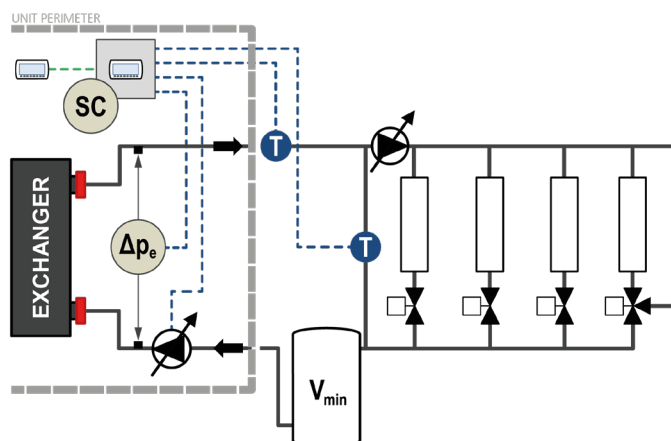 UNIT PERIMETER
SC
T
EXCHANGER
Δpe
T
Vmin